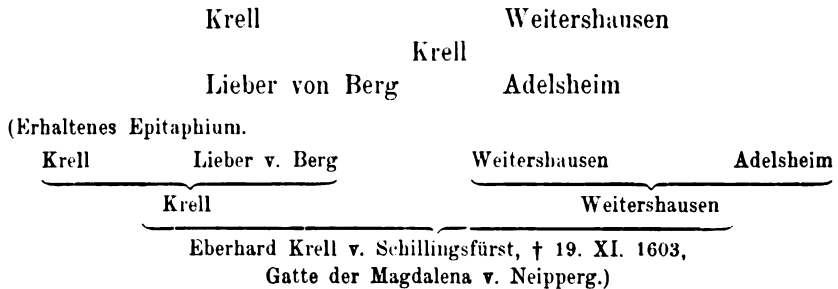 Krell Weitershausen
Krell
Lieber von Berg Adelsheim
(Erhaltenes Epitaphium.
Krell Lieber v. Berg Weitershausen Adelsheim
Krell Weitershausen
Eberhard Krell v. Schillingsfürst, † 19. XI. 1603,
Gatte der Magdalena v. Neipperg.)